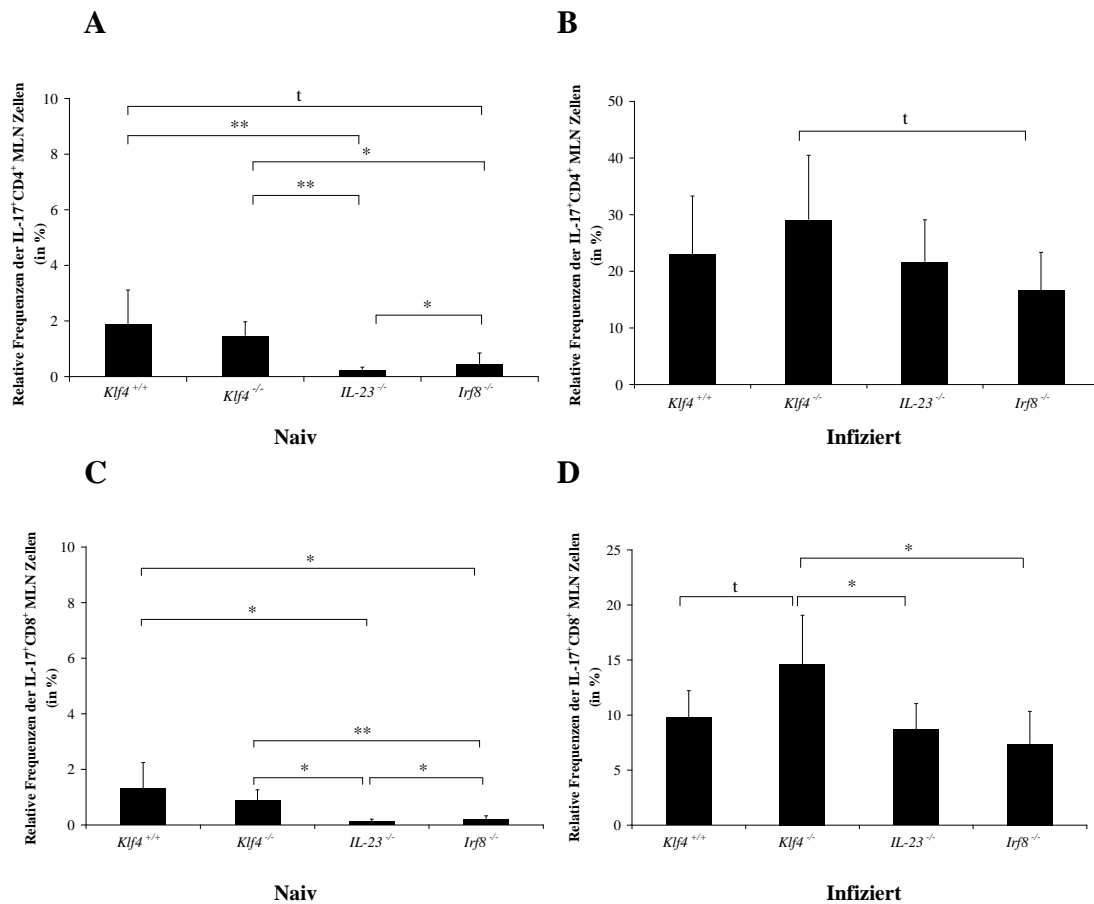 A
Relative Frequenzen der IL-17⁺CD4⁺ MLN Zellen
(in %)
10
8
6
4
2
0
t
**
*
**
*
Klf4 +/+
Klf4 -/-
IL-23 -/-
Irf8 -/-
Naiv
B
Relative Frequenzen der IL-17⁺CD4⁺ MLN Zellen
(in %)
50
40
30
20
10
0
t
Klf4 +/+
Klf4 -/-
IL-23 -/-
Irf8 -/-
Infiziert
C
Relative Frequenzen der IL-17⁺CD8⁺ MLN Zellen
(in %)
10
8
6
4
2
0
*
*
**
*
*
Klf4 +/+
Klf4 -/-
IL-23 -/-
Irf8 -/-
Naiv
D
Relative Frequenzen der IL-17⁺CD8⁺ MLN Zellen
(in %)
25
20
15
10
5
0
*
t
*
Klf4 +/+
Klf4 -/-
IL-23 -/-
Irf8 -/-
Infiziert